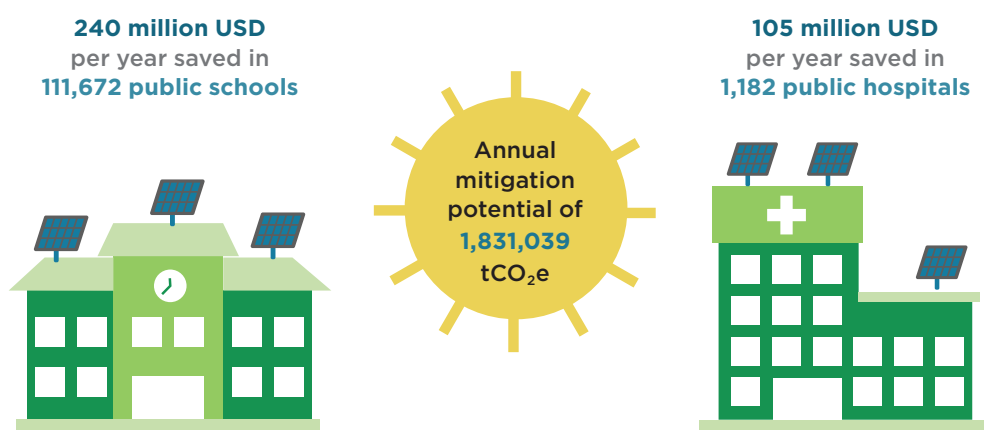 240 million USD
per year saved in
111,672 public schools
Annual
mitigation
potential of
1,831,039
tCO₂e
105 million USD
per year saved in
1,182 public hospitals